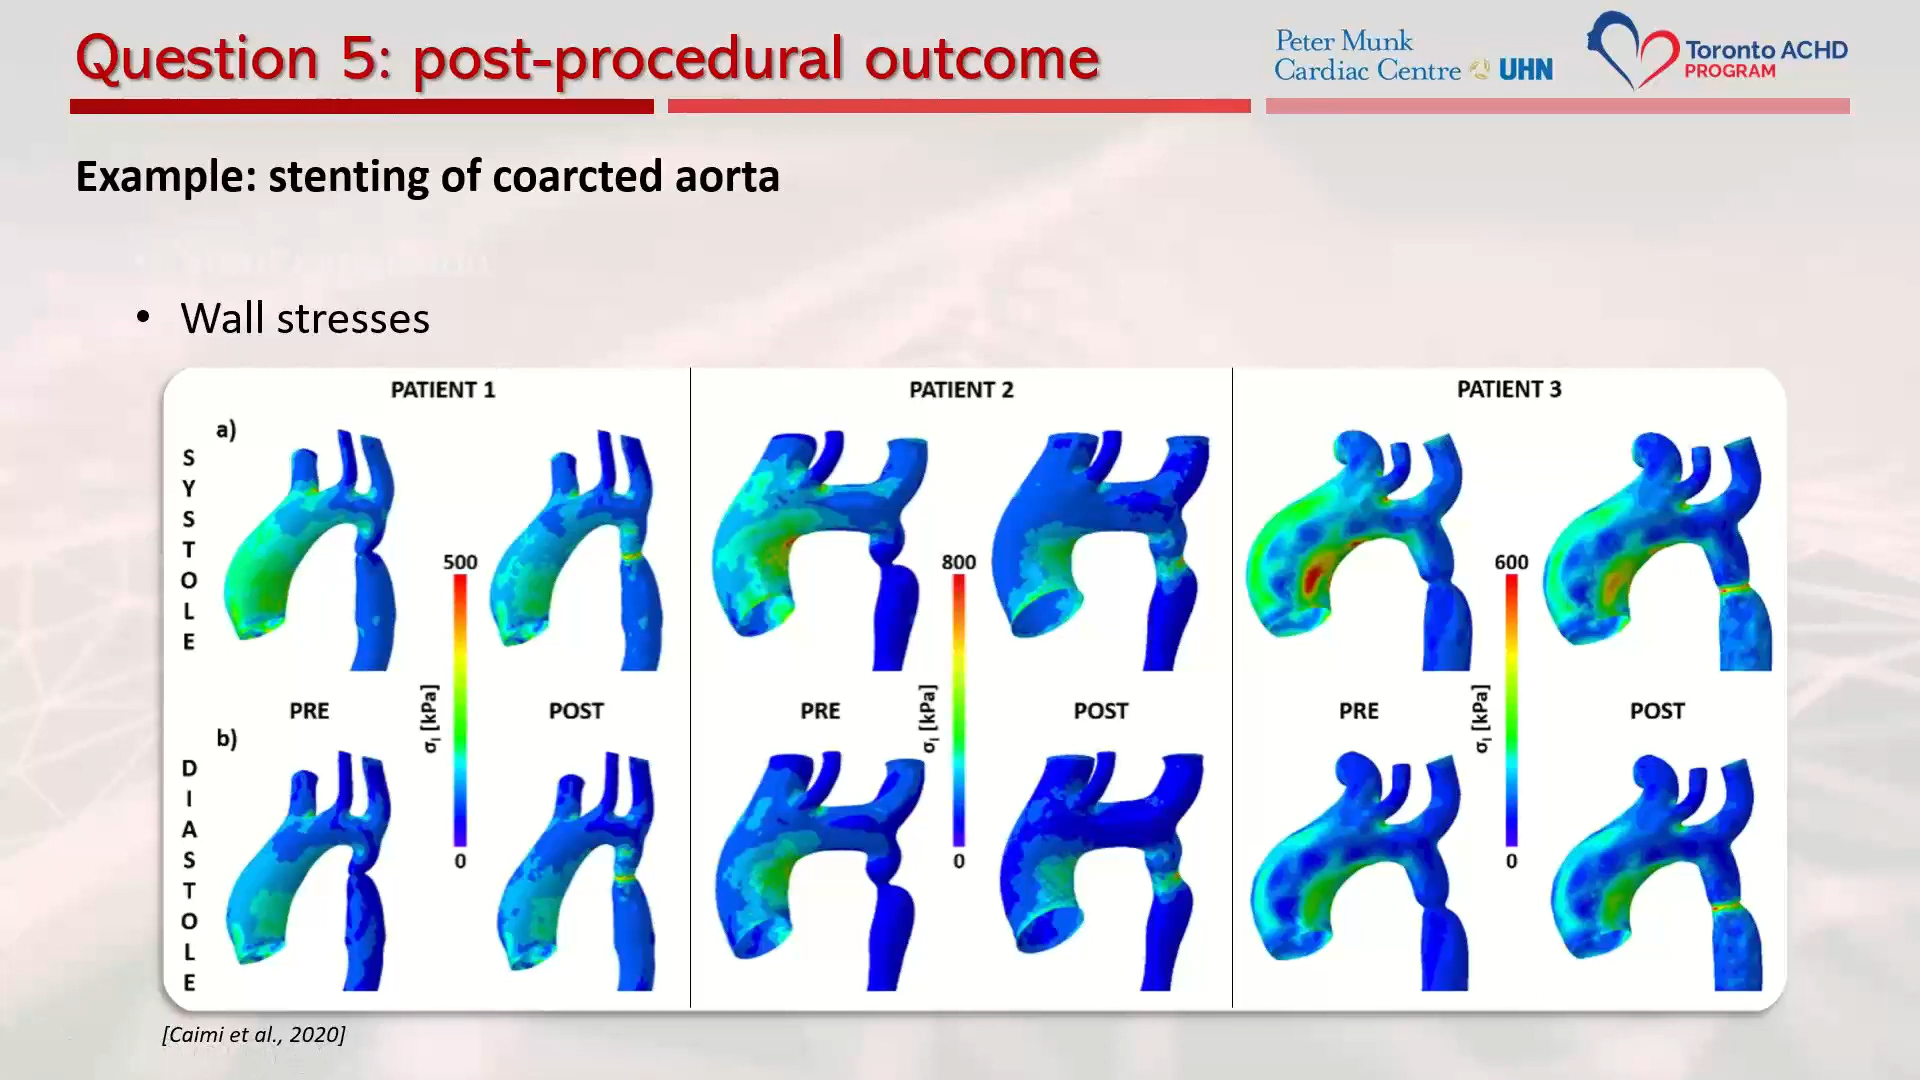 Question 5: post-procedural outcome
Peter Munk
Cardiac Centre UHN
Toronto ACHD
PROGRAM
Example: stenting of coarcted aorta
• Wall stresses
PATIENT 1
PATIENT 2
PATIENT 3
a)
SYSTOLE
500
800
600
σI [kPa]
σI [kPa]
σI [kPa]
PRE
POST
PRE
POST
PRE
POST
b)
DIASTOLE
0
0
0
[Caimi et al., 2020]